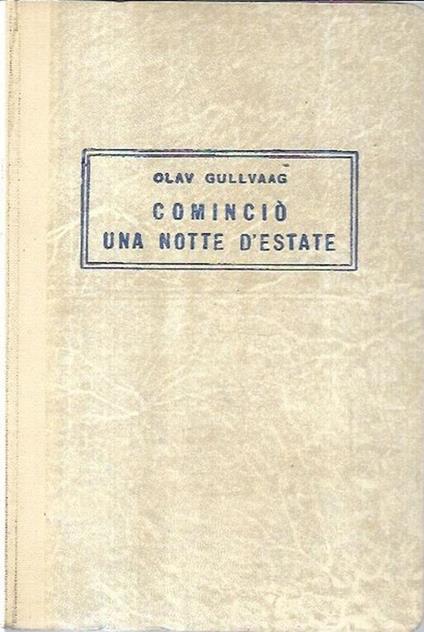 OLAV GULLVAAG
COMINCIÒ
UNA NOTTE D'ESTATE